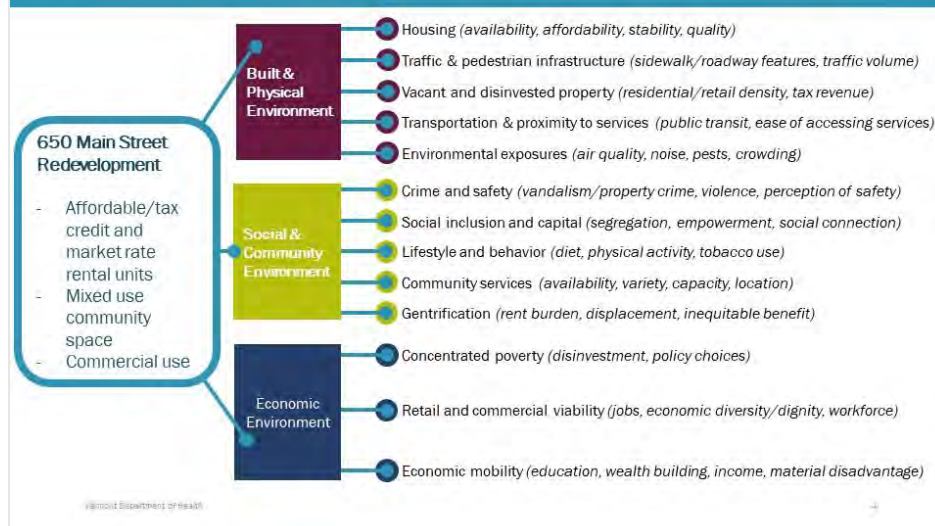 650 Main Street
Redevelopment
- Affordable/tax
credit and
market rate
rental units
- Mixed use
community
space
- Commercial use
Built &
Physical
Environment
Housing (availability, affordability, stability, quality)
Traffic & pedestrian infrastructure (sidewalk/roadway features, traffic volume)
Vacant and disinvested property (residential/retail density, tax revenue)
Transportation & proximity to services (public transit, ease of accessing services)
Environmental exposures (air quality, noise, pests, crowding)
Social &
Community
Environment
Crime and safety (vandalism/property crime, violence, perception of safety)
Social inclusion and capital (segregation, empowerment, social connection)
Lifestyle and behavior (diet, physical activity, tobacco use)
Community services (availability, variety, capacity, location)
Gentrification (rent burden, displacement, inequitable benefit)
Economic
Environment
Concentrated poverty (disinvestment, policy choices)
Retail and commercial viability (jobs, economic diversity/dignity, workforce)
Economic mobility (education, wealth building, income, material disadvantage)
Vermont Department of Health